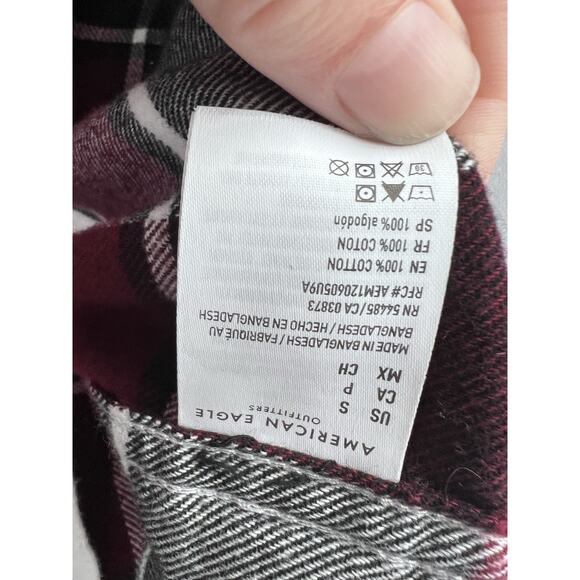 AMERICAN EAGLE
OUTFITTERS
US S
CA P
MX CH
MADE IN BANGLADESH / FABRIQUÉ AU
BANGLADESH / HECHO EN BANGLADESH
RN 54485/CA 03873
RFC# AEM120605U9A
EN 100% COTTON
FR 100% COTON
SP 100% algodón